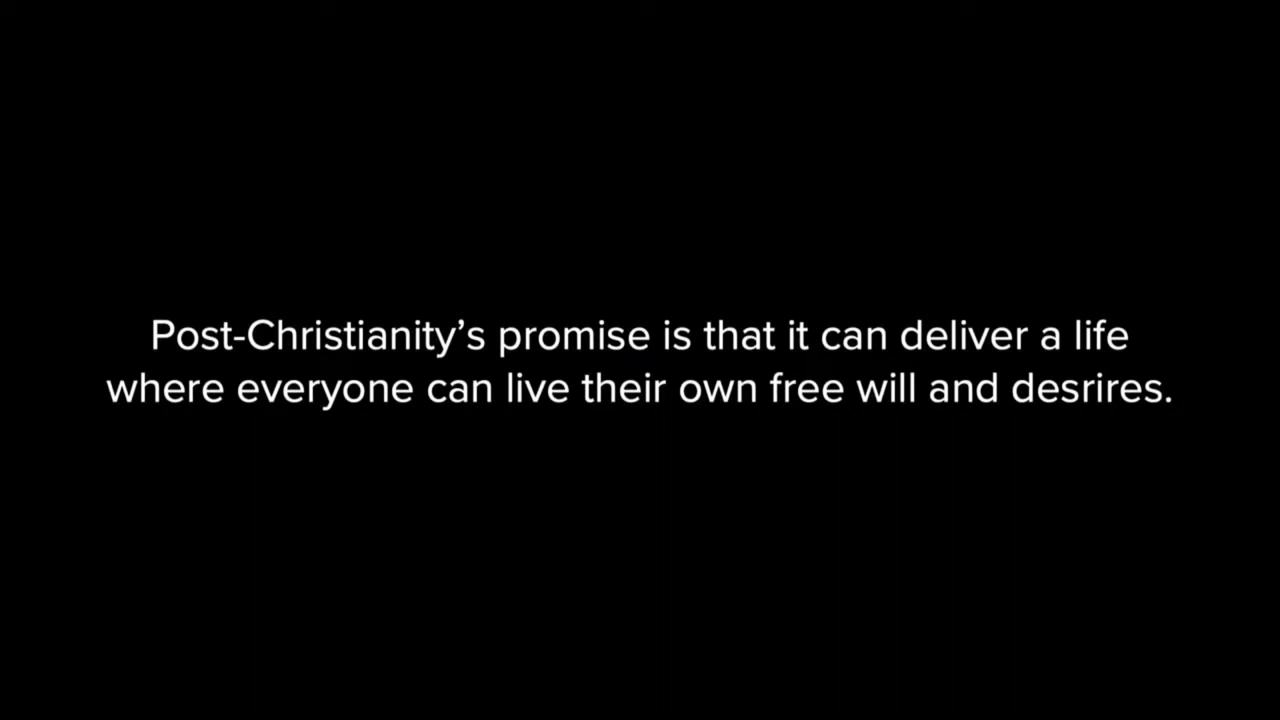 Post-Christianity’s promise is that it can deliver a life
where everyone can live their own free will and desrires.